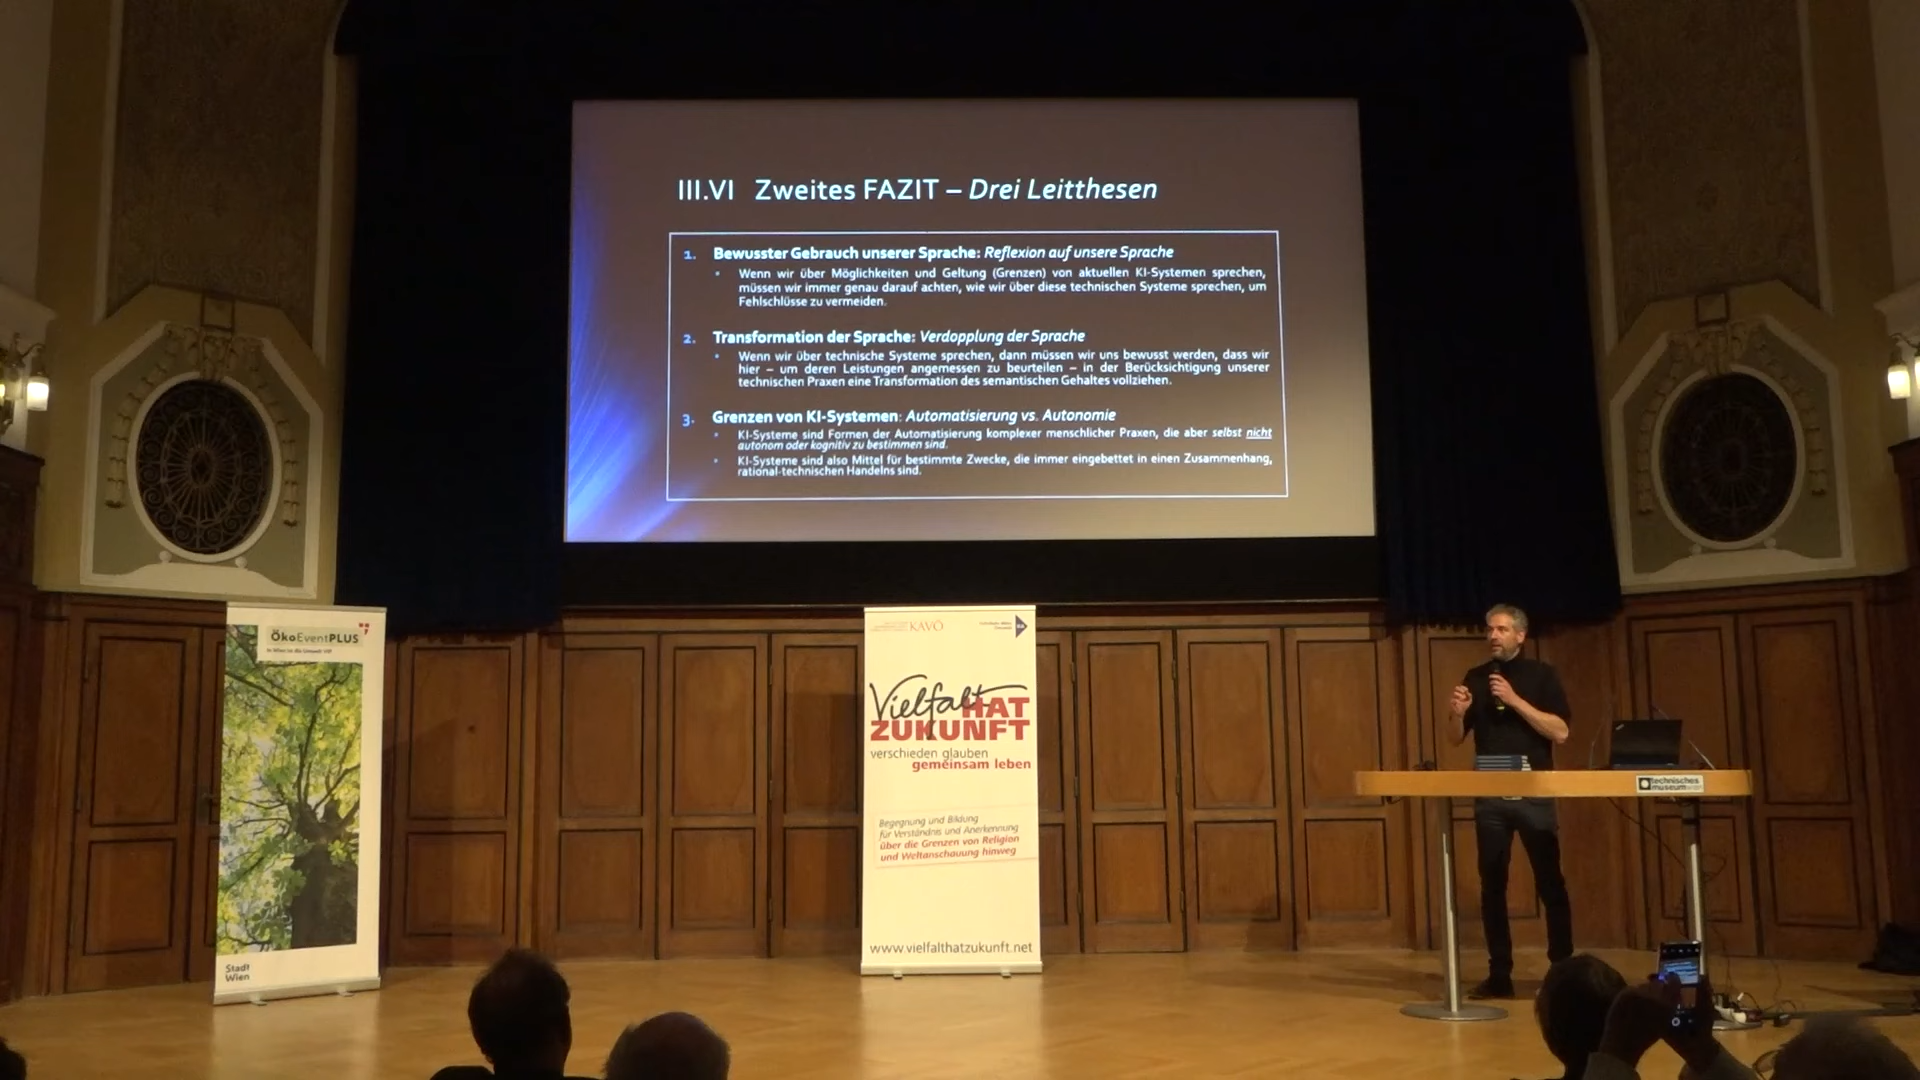 III.VI Zweites FAZIT – Drei Leitthesen
1. Bewusster Gebrauch unserer Sprache: Reflexion auf unsere Sprache
• Wenn wir über Möglichkeiten und Geltung (Grenzen) von aktuellen KI-Systemen sprechen,
müssen wir immer genau darauf achten, wie wir über diese technischen Systeme sprechen, um
Fehlschlüsse zu vermeiden.
2. Transformation der Sprache: Verdopplung der Sprache
• Wenn wir über technische Systeme sprechen, dann müssen wir uns bewusst werden, dass wir
hier – um deren Leistungen angemessen zu beurteilen – in der Berücksichtigung unserer
technischen Praxen eine Transformation des semantischen Gehaltes vollziehen.
3. Grenzen von KI-Systemen: Automatisierung vs. Autonomie
• KI-Systeme sind Formen der Automatisierung komplexer menschlicher Praxen, die aber selbst nicht
autonom oder kognitiv zu bestimmen sind.
• KI-Systeme sind also Mittel für bestimmte Zwecke, die immer eingebettet in einen Zusammenhang,
rational-technischen Handelns sind.
ÖkoEventPLUS
In Wien ist die Umwelt VIP
Stadt
Wien
KAVÖ
Vielfalt HAT
ZUKUNFT
verschieden glauben
gemeinsam leben
Begegnung und Bildung
für Verständnis und Anerkennung
über die Grenzen von Religion
und Weltanschauung hinweg
www.vielfalthatzukunft.net
technisches
museum wien